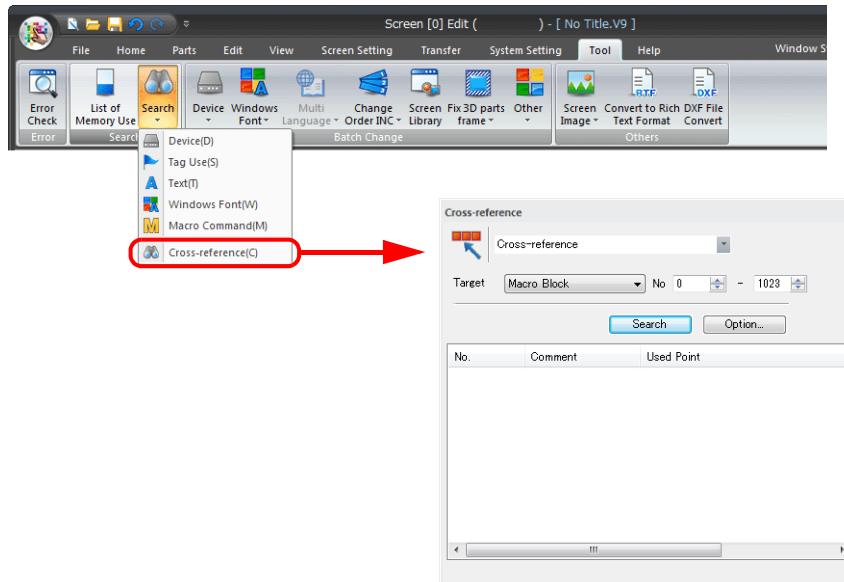 Screen [0] Edit ( ) - [ No Title.V9 ]
File Home Parts Edit View Screen Setting Transfer System Setting Tool Help Window S
Error Check
List of Memory Use
Search
Device
Windows Font
Multi Language
Change Order INC
Screen Library
Fix 3D parts frame
Other
Screen Image
Convert to Rich Text Format
DXF File Convert
RTF
DXF
Error
Search
Batch Change
Others
Device(D)
Tag Use(S)
Text(T)
Windows Font(W)
Macro Command(M)
Cross-reference(C)
Cross-reference
Cross-reference
Target Macro Block No 0 - 1023
Search Option...
No. Comment Used Point